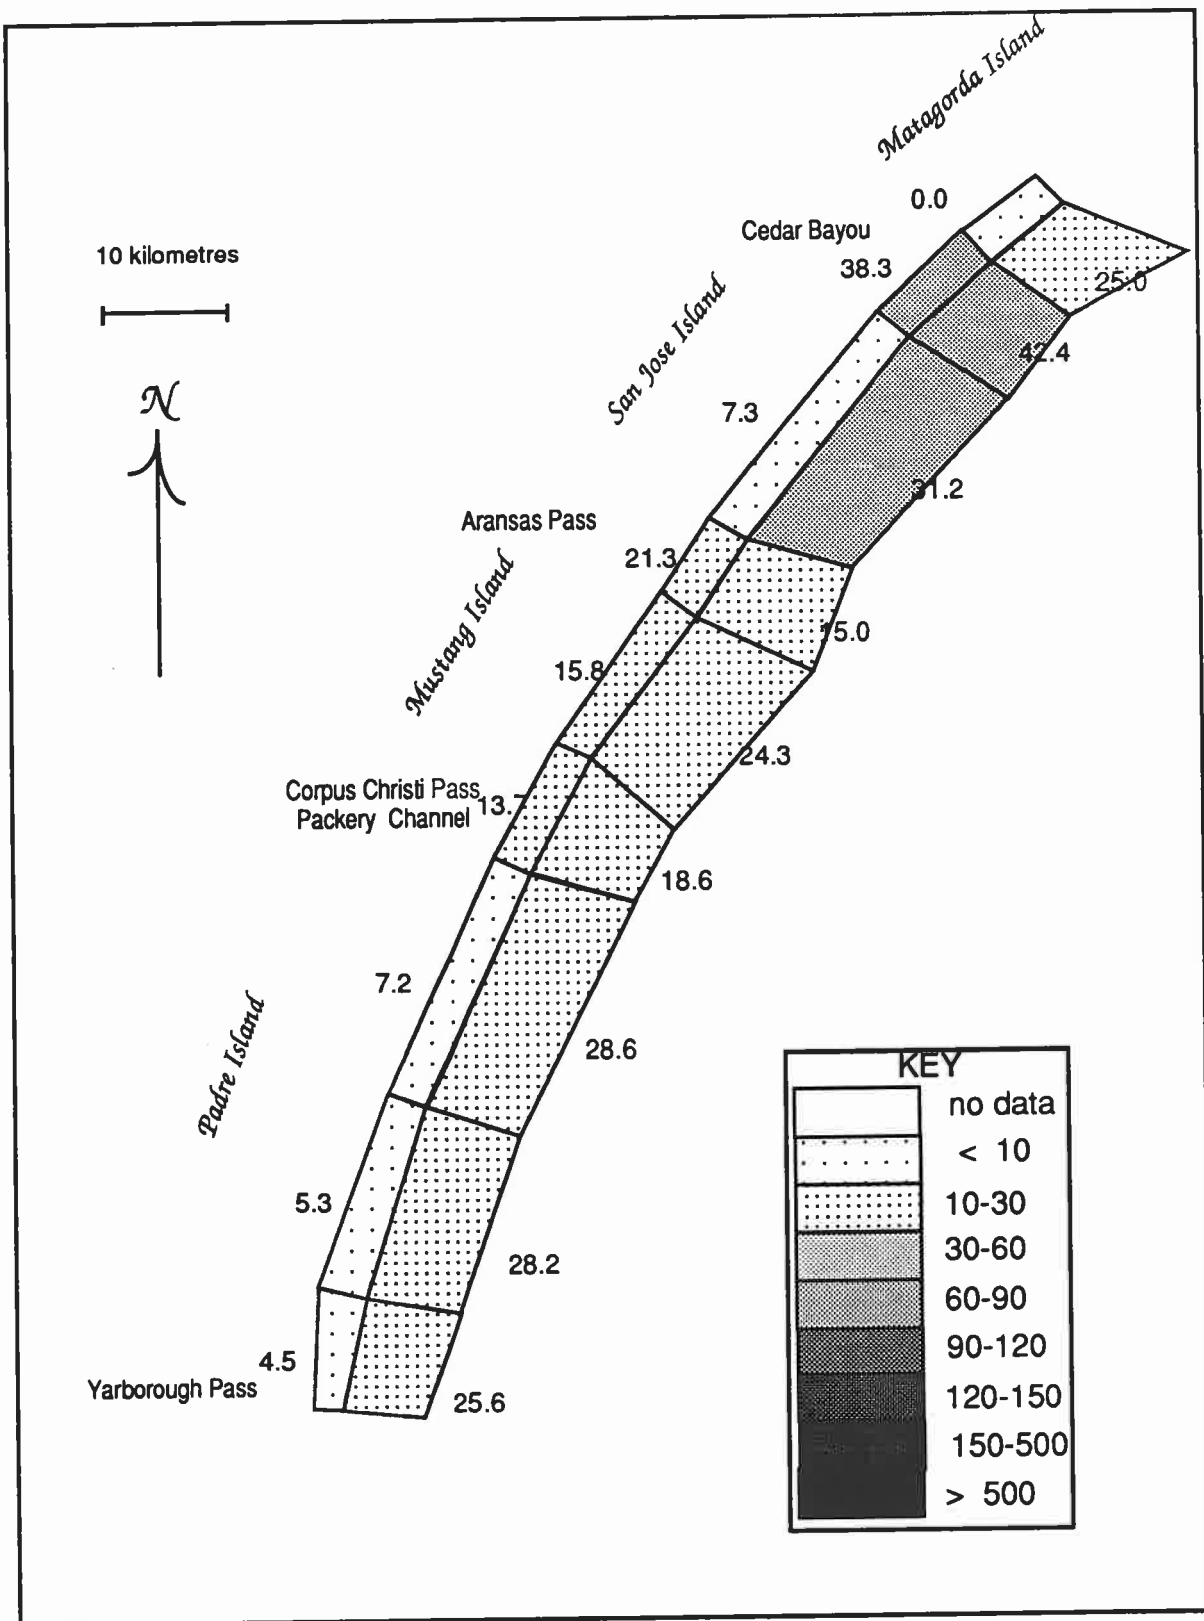 Matagorda Island
0.0
Cedar Bayou
10 kilometres
38.3
25.0
San Jose Island
42.4
N
7.3
31.2
Aransas Pass
21.3
Mustang Island
15.0
15.8
24.3
Corpus Christi Pass
13.
Packery Channel
18.6
7.2
Padre Island
28.6
KEY
no data
< 10
5.3
10-30
30-60
28.2
60-90
90-120
4.5
Yarborough Pass
120-150
25.6
150-500
> 500